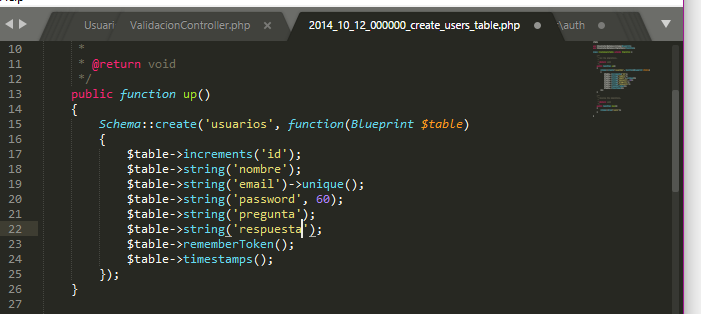 Usuari ValidacionController.php × 2014_10_12_000000_create_users_table.php \auth
10 *
11 * @return void
12 */
13 public function up()
14 {
15 Schema::create('usuarios', function(Blueprint $table)
16 {
17 $table->increments('id');
18 $table->string('nombre');
19 $table->string('email')->unique();
20 $table->string('password', 60);
21 $table->string('pregunta');
22 $table->string('respuesta');
23 $table->rememberToken();
24 $table->timestamps();
25 });
26 }
27